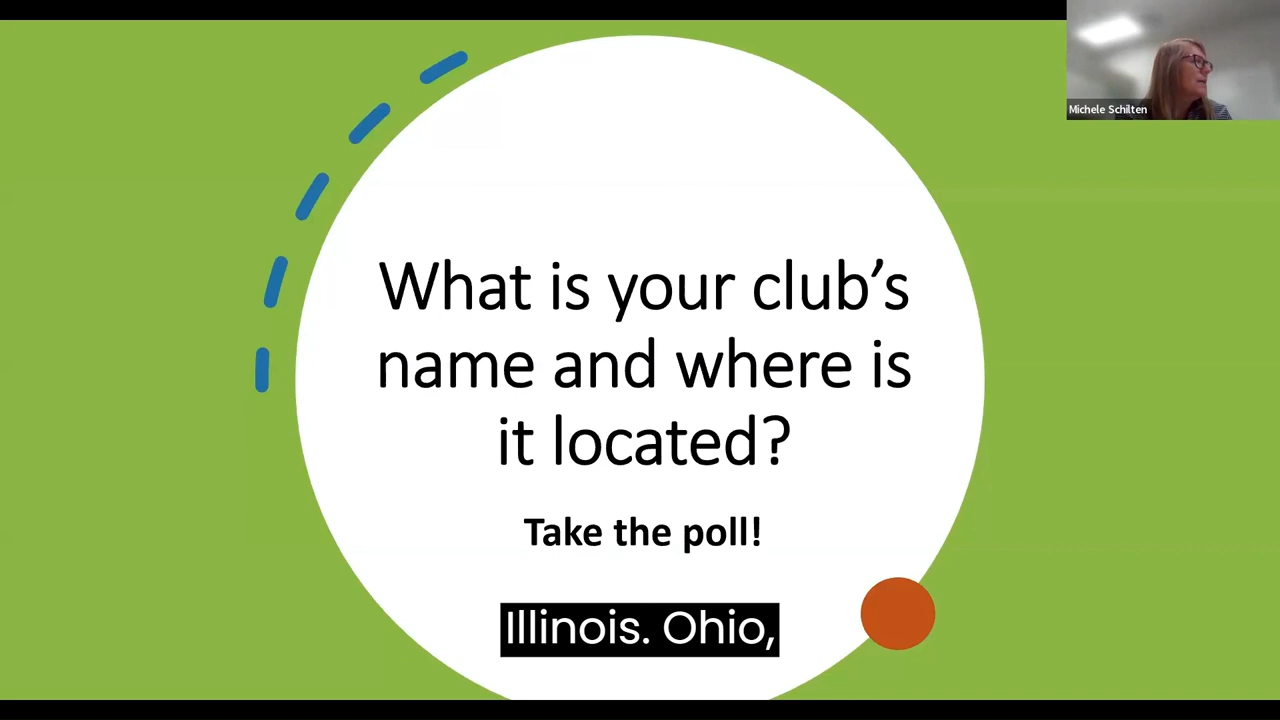 Michele Schilten
What is your club’s
name and where is
it located?
Take the poll!
Illinois. Ohio,